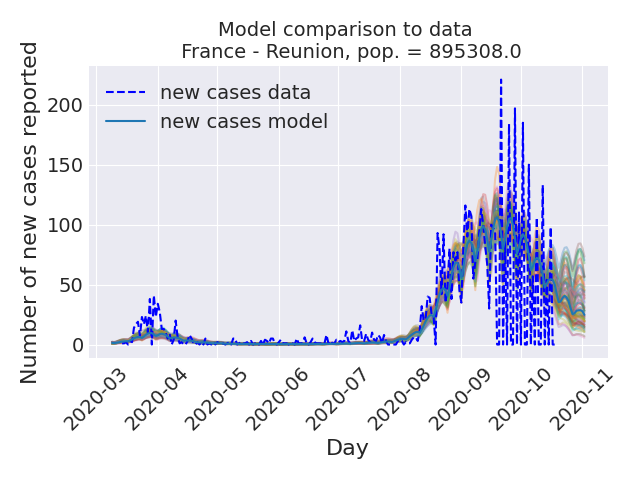 Model comparison to data
France - Reunion, pop. = 895308.0
new cases data
new cases model
Number of new cases reported
200
150
100
50
0
2020-03
2020-04
2020-05
2020-06
2020-07
2020-08
2020-09
2020-10
2020-11
Day